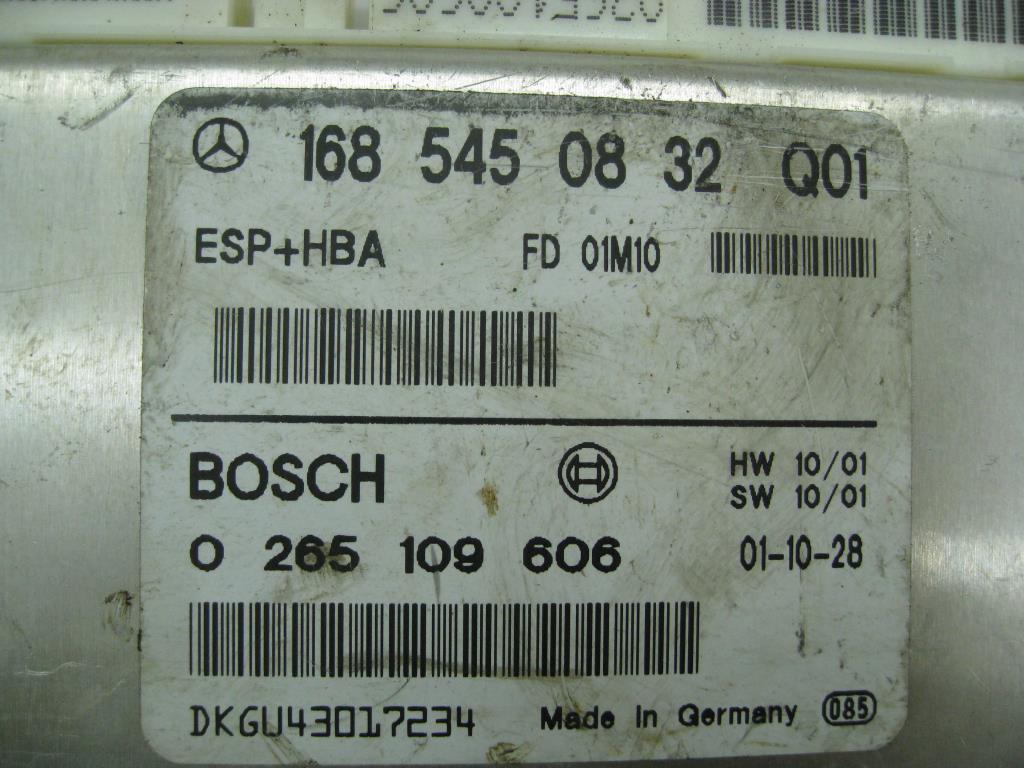 168 545 08 32 Q01
ESP+HBA FD 01M10
BOSCH HW 10/01
SW 10/01
0 265 109 606 01-10-28
DKGU43017234 Made in Germany 085